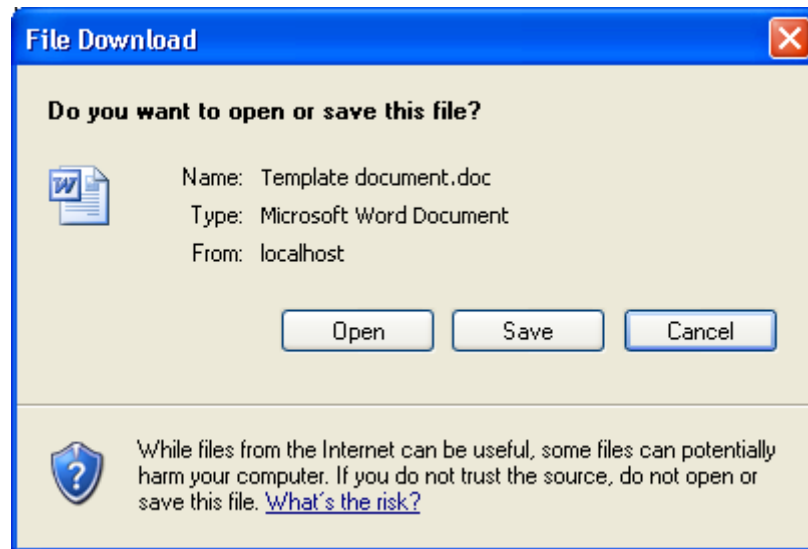 File Download
Do you want to open or save this file?
Name: Template document.doc
Type: Microsoft Word Document
From: localhost
Open Save Cancel
While files from the Internet can be useful, some files can potentially
harm your computer. If you do not trust the source, do not open or
save this file. What's the risk?